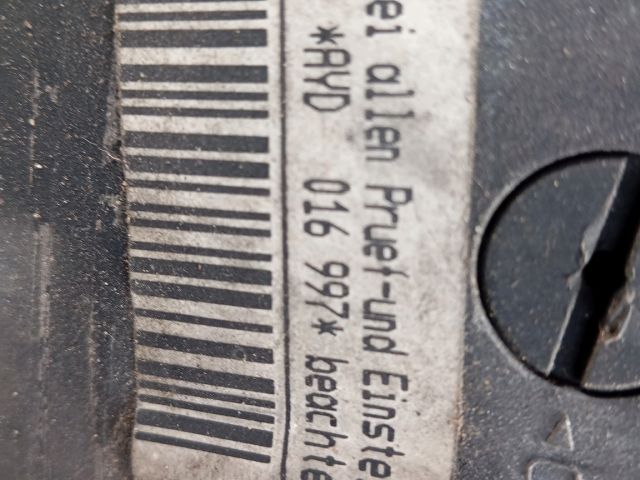 ei allen Pruef-und Einste
*AYD 016 997* beachte